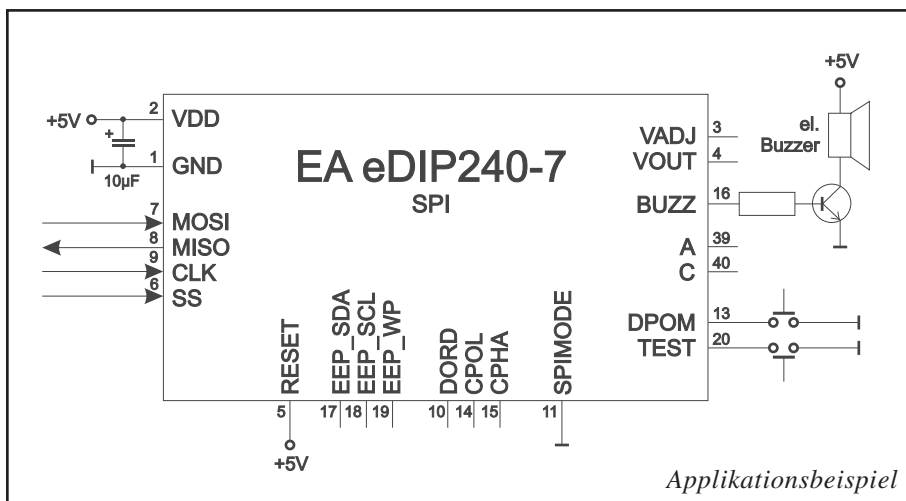 +5V
el.
Buzzer
+5V
2
VDD
1
GND
10µF
EA eDIP240-7
SPI
VADJ
3
VOUT
4
BUZZ
16
7
MOSI
8
MISO
9
CLK
6
SS
A
39
C
40
DPOM
13
TEST
20
RESET
EEP_SDA
EEP_SCL
EEP_WP
DORD
CPOL
CPHA
SPIMODE
5
17
18
19
10
14
15
11
+5V
+
Applikationsbeispiel